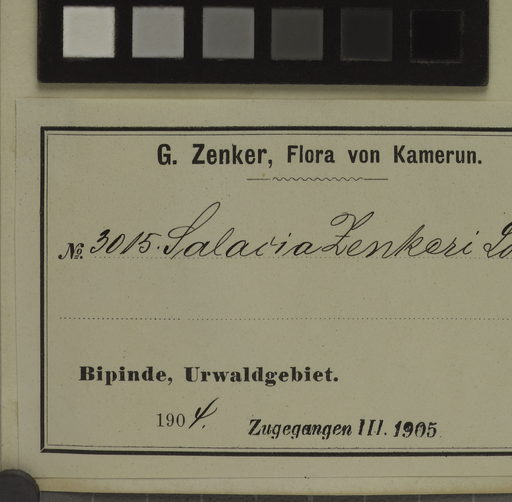 G. Zenker, Flora von Kamerun.
№. 3015. Salacia Zenkeri
Bipinde, Urwaldgebiet.
1904.
Zugegangen III. 1905